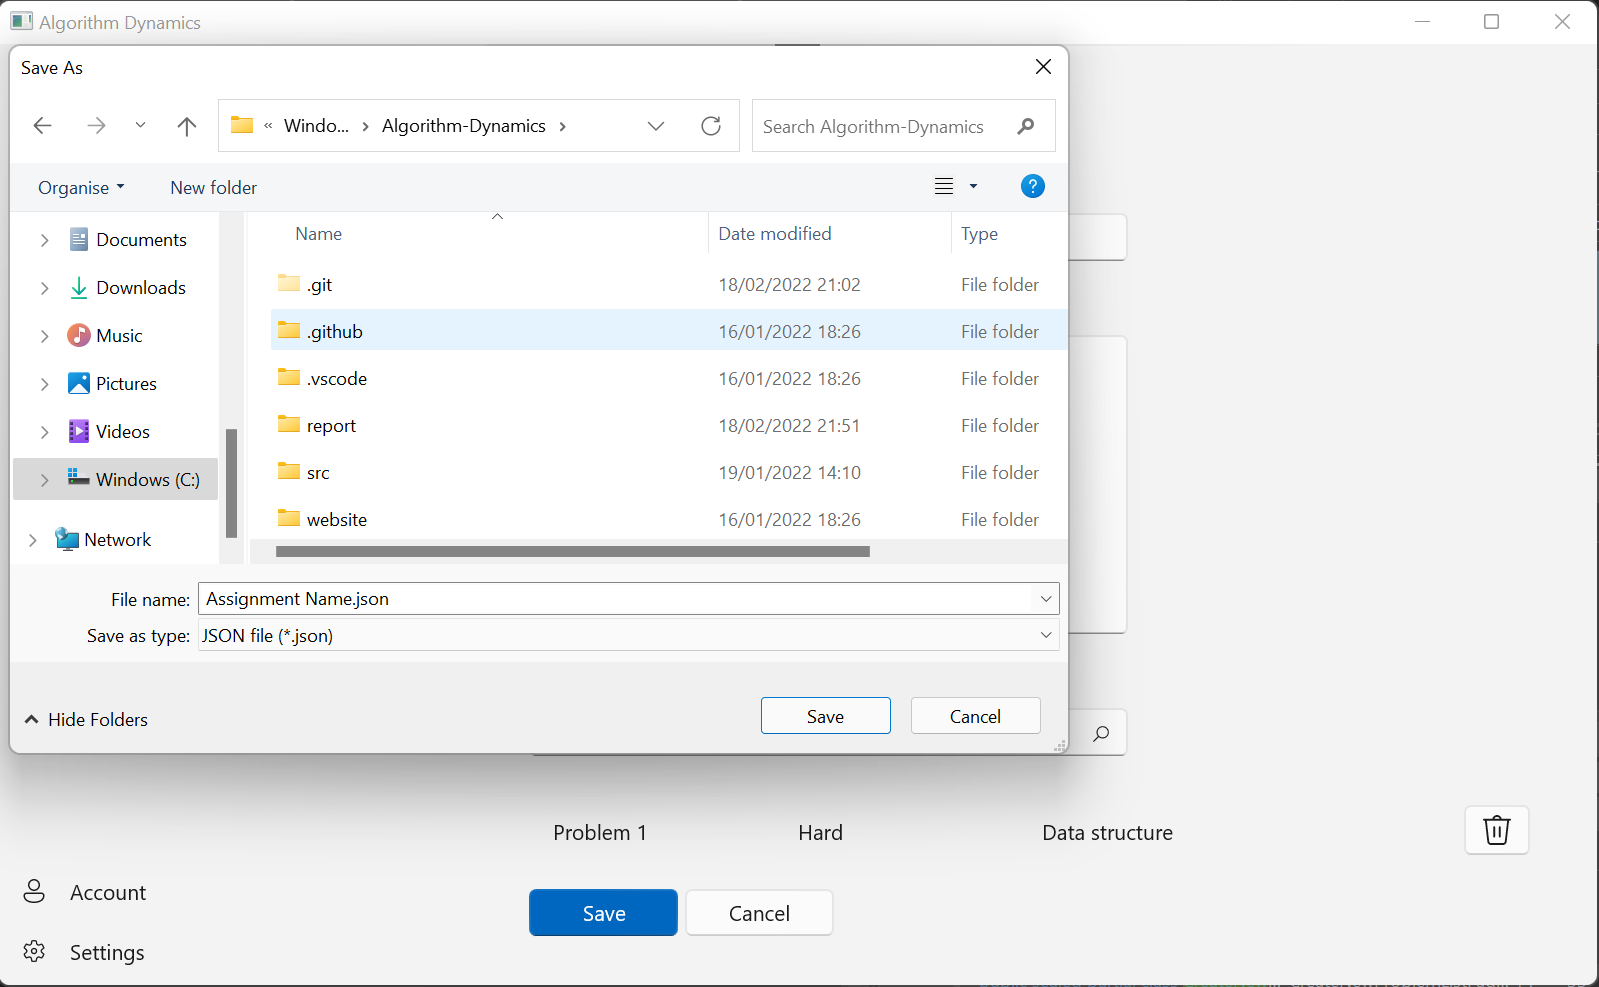 Algorithm Dynamics
Save As
« Windo... › Algorithm-Dynamics ›
Search Algorithm-Dynamics
Organise
New folder
?
Documents
Downloads
Music
Pictures
Videos
Windows (C:)
Network
Name Date modified Type
.git 18/02/2022 21:02 File folder
.github 16/01/2022 18:26 File folder
.vscode 16/01/2022 18:26 File folder
report 18/02/2022 21:51 File folder
src 19/01/2022 14:10 File folder
website 16/01/2022 18:26 File folder
File name: Assignment Name.json
Save as type: JSON file (*.json)
Hide Folders
Save
Cancel
Problem 1 Hard Data structure
Account
Settings
Save
Cancel